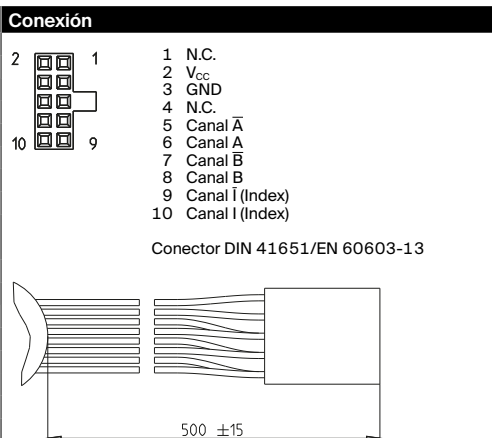 Conexión
2 1
10 9
1 N.C.
2 Vcc
3 GND
4 N.C.
5 Canal A̅
6 Canal A
7 Canal B̅
8 Canal B
9 Canal I̅ (Index)
10 Canal I (Index)
Conector DIN 41651/EN 60603-13
500 ±15